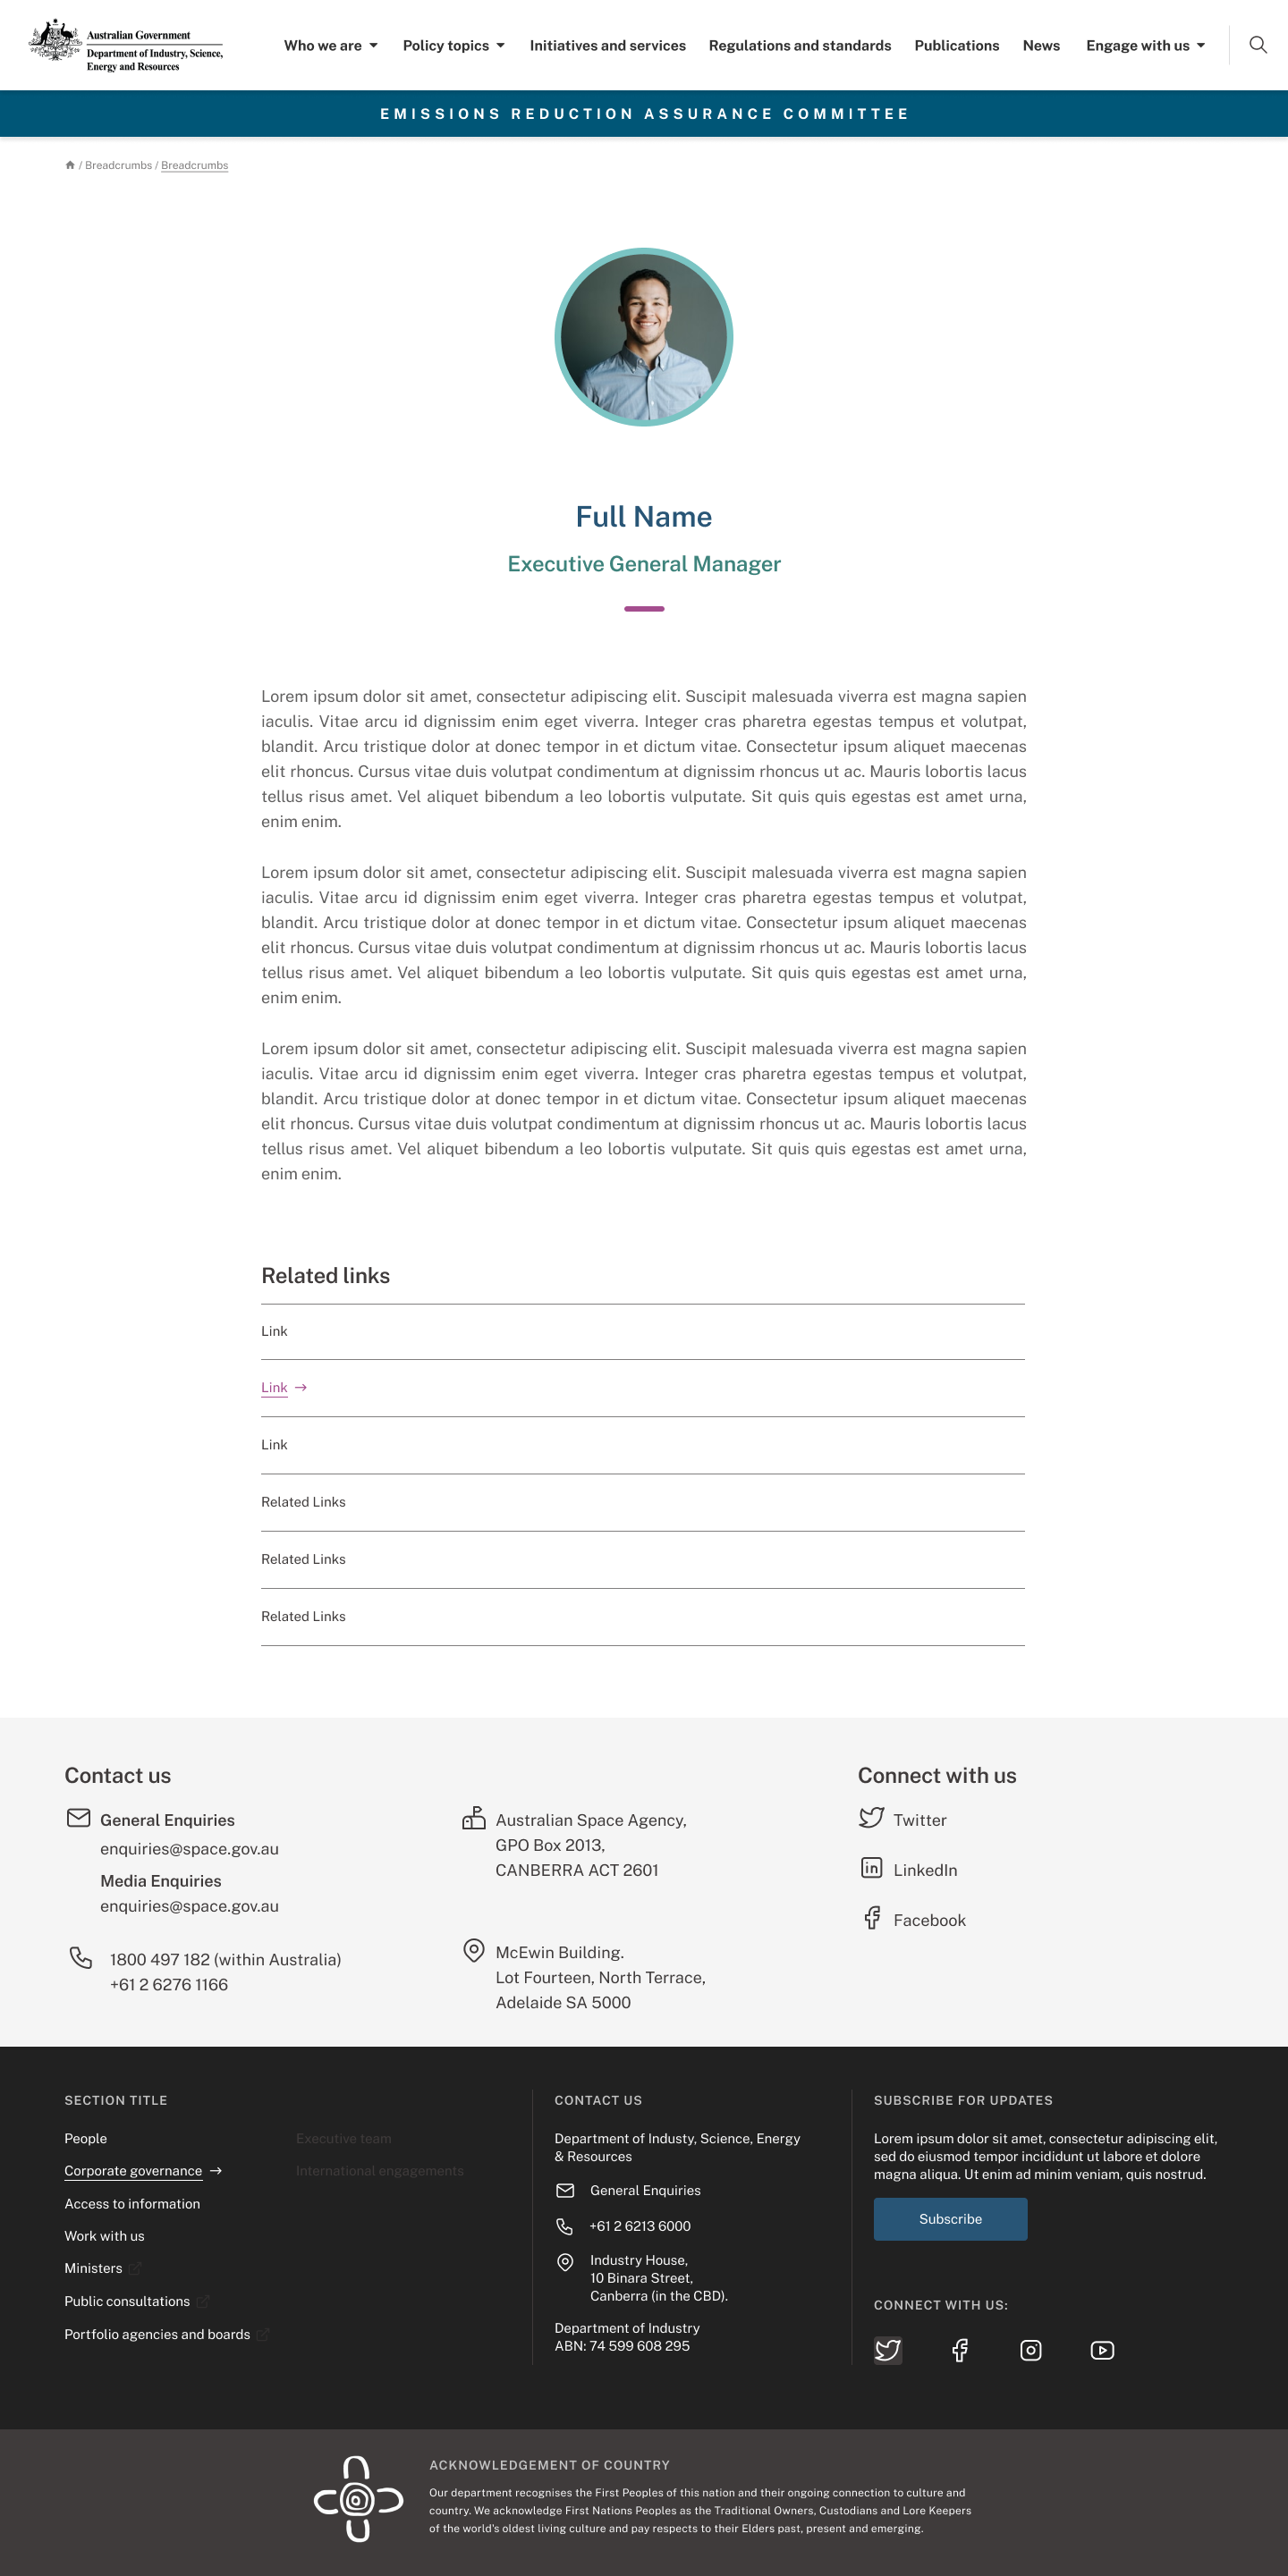 Australian Government
Department of Industry, Science,
Energy and Resources
Who we are
Policy topics
Initiatives and services
Regulations and standards
Publications
News
Engage with us
EMISSIONS REDUCTION ASSURANCE COMMITTEE
/ Breadcrumbs / Breadcrumbs
Full Name
Executive General Manager
Lorem ipsum dolor sit amet, consectetur adipiscing elit. Suscipit malesuada viverra est magna sapien
iaculis. Vitae arcu id dignissim enim eget viverra. Integer cras pharetra egestas tempus et volutpat,
blandit. Arcu tristique dolor at donec tempor in et dictum vitae. Consectetur ipsum aliquet maecenas
elit rhoncus. Cursus vitae duis volutpat condimentum at dignissim rhoncus ut ac. Mauris lobortis lacus
tellus risus amet. Vel aliquet bibendum a leo lobortis vulputate. Sit quis quis egestas est amet urna,
enim enim.
Lorem ipsum dolor sit amet, consectetur adipiscing elit. Suscipit malesuada viverra est magna sapien
iaculis. Vitae arcu id dignissim enim eget viverra. Integer cras pharetra egestas tempus et volutpat,
blandit. Arcu tristique dolor at donec tempor in et dictum vitae. Consectetur ipsum aliquet maecenas
elit rhoncus. Cursus vitae duis volutpat condimentum at dignissim rhoncus ut ac. Mauris lobortis lacus
tellus risus amet. Vel aliquet bibendum a leo lobortis vulputate. Sit quis quis egestas est amet urna,
enim enim.
Lorem ipsum dolor sit amet, consectetur adipiscing elit. Suscipit malesuada viverra est magna sapien
iaculis. Vitae arcu id dignissim enim eget viverra. Integer cras pharetra egestas tempus et volutpat,
blandit. Arcu tristique dolor at donec tempor in et dictum vitae. Consectetur ipsum aliquet maecenas
elit rhoncus. Cursus vitae duis volutpat condimentum at dignissim rhoncus ut ac. Mauris lobortis lacus
tellus risus amet. Vel aliquet bibendum a leo lobortis vulputate. Sit quis quis egestas est amet urna,
enim enim.
Related links
Link
Link →
Link
Related Links
Related Links
Related Links
Contact us
General Enquiries
enquiries@space.gov.au
Media Enquiries
enquiries@space.gov.au
1800 497 182 (within Australia)
+61 2 6276 1166
Australian Space Agency,
GPO Box 2013,
CANBERRA ACT 2601
McEwin Building.
Lot Fourteen, North Terrace,
Adelaide SA 5000
Connect with us
Twitter
LinkedIn
Facebook
SECTION TITLE
People
Corporate governance →
Access to information
Work with us
Ministers
Public consultations
Portfolio agencies and boards
Executive team
International engagements
CONTACT US
Department of Industy, Science, Energy
& Resources
General Enquiries
+61 2 6213 6000
Industry House,
10 Binara Street,
Canberra (in the CBD).
Department of Industry
ABN: 74 599 608 295
SUBSCRIBE FOR UPDATES
Lorem ipsum dolor sit amet, consectetur adipiscing elit,
sed do eiusmod tempor incididunt ut labore et dolore
magna aliqua. Ut enim ad minim veniam, quis nostrud.
Subscribe
CONNECT WITH US:
ACKNOWLEDGEMENT OF COUNTRY
Our department recognises the First Peoples of this nation and their ongoing connection to culture and
country. We acknowledge First Nations Peoples as the Traditional Owners, Custodians and Lore Keepers
of the world's oldest living culture and pay respects to their Elders past, present and emerging.